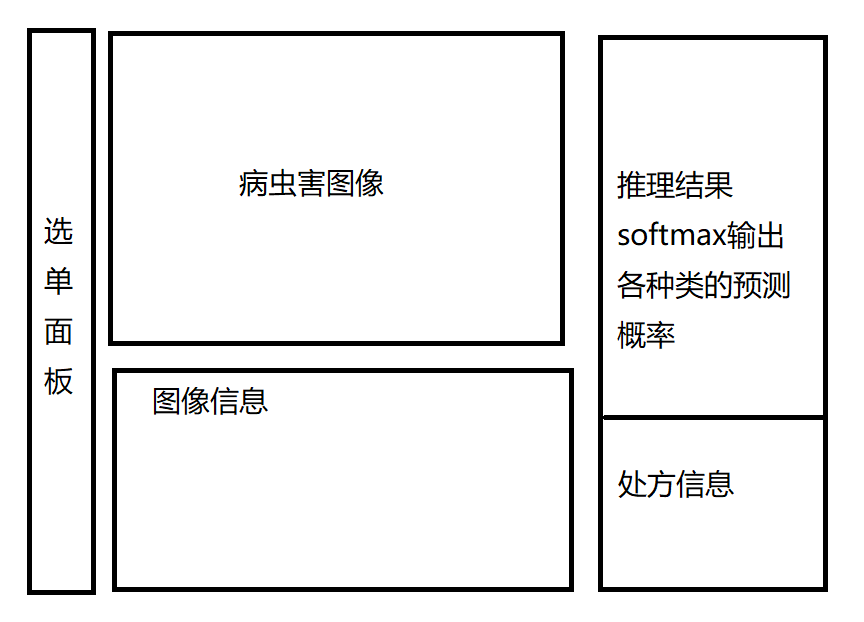 选单面板
病虫害图像
图像信息
推理结果
softmax输出
各种类的预测
概率
处方信息